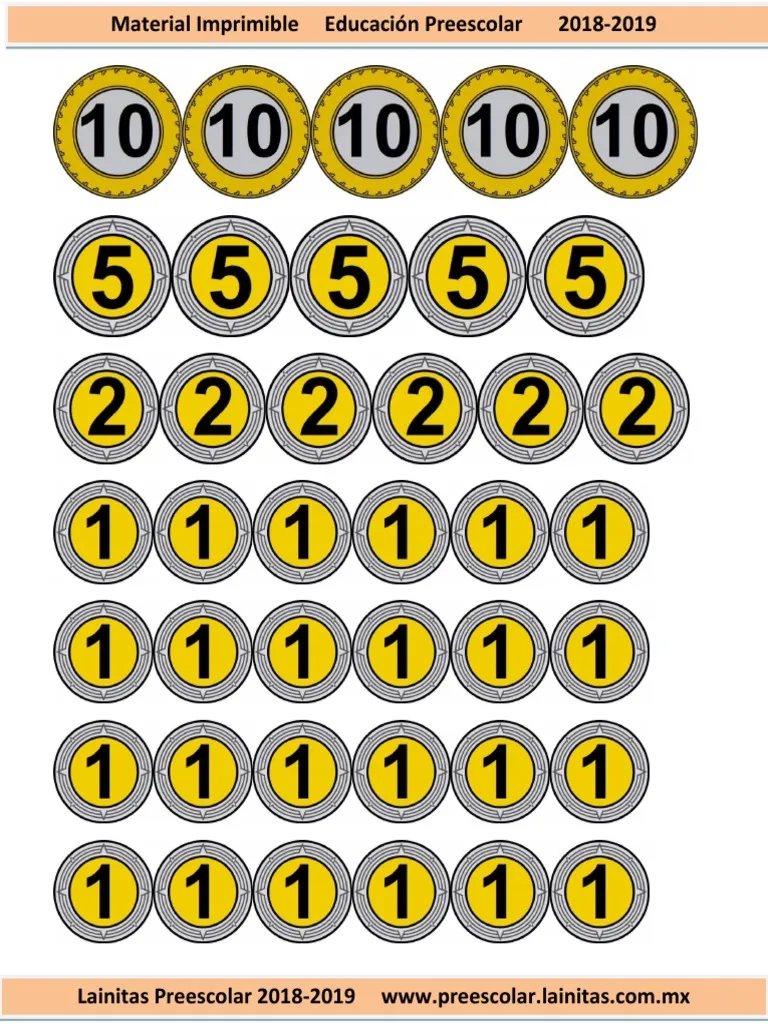 Material Imprimible Educación Preescolar 2018-2019
10 10 10 10 10
5 5 5 5 5
2 2 2 2 2 2
1 1 1 1 1 1
1 1 1 1 1 1
1 1 1 1 1 1
1 1 1 1 1 1
Lainitas Preescolar 2018-2019 www.preescolar.lainitas.com.mx